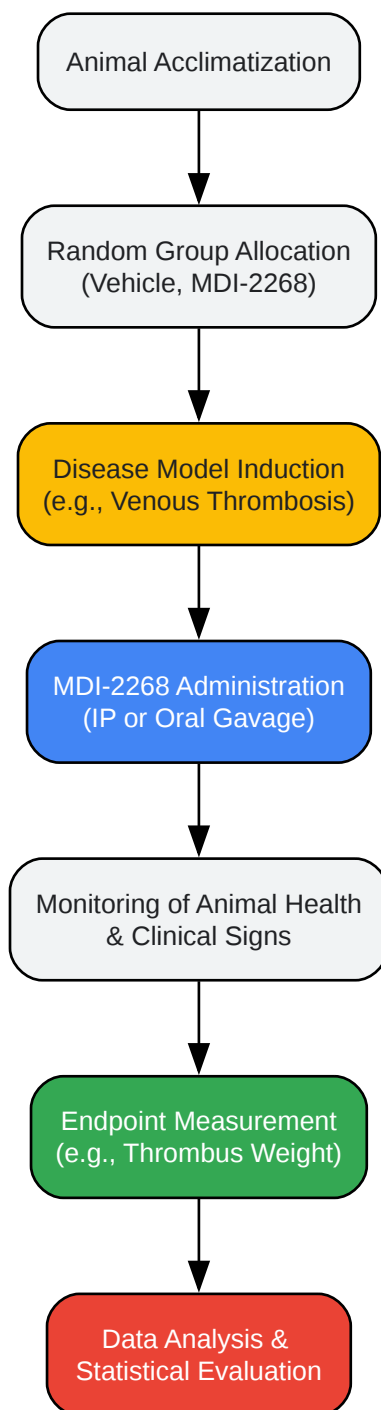 Animal Acclimatization
Random Group Allocation
(Vehicle, MDI-2268)
Disease Model Induction
(e.g., Venous Thrombosis)
MDI-2268 Administration
(IP or Oral Gavage)
Monitoring of Animal Health
& Clinical Signs
Endpoint Measurement
(e.g., Thrombus Weight)
Data Analysis &
Statistical Evaluation